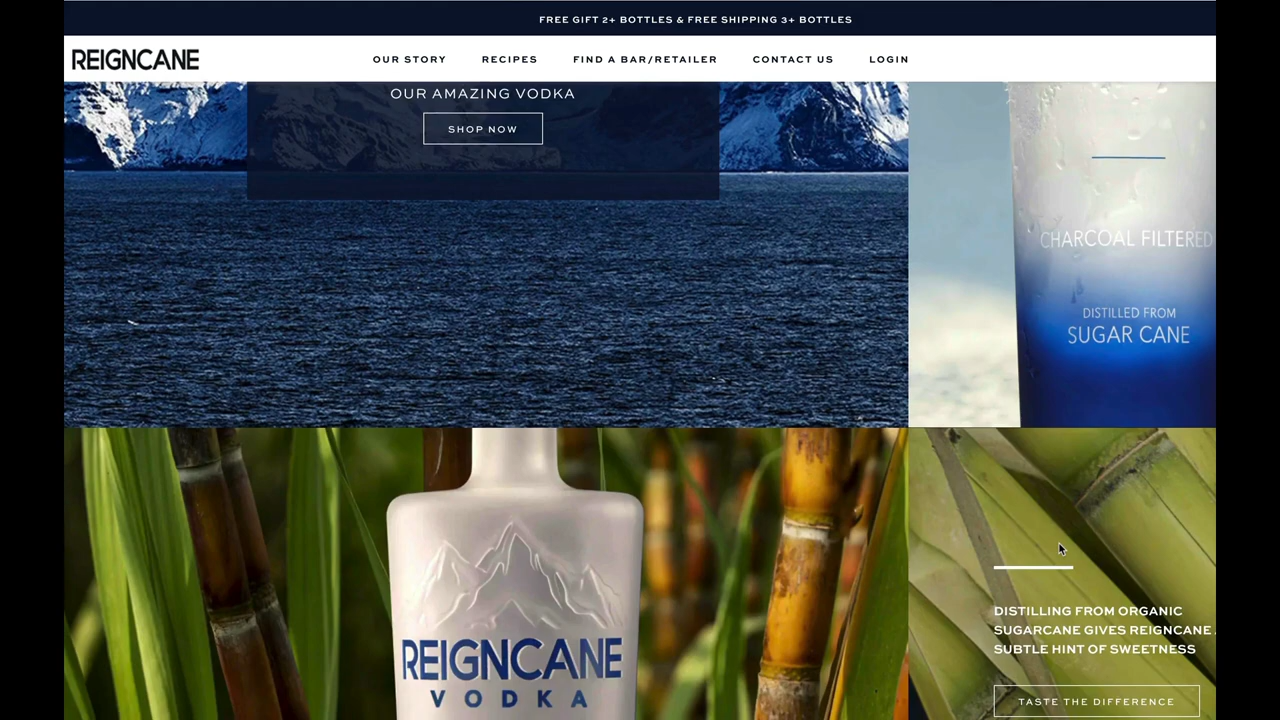 FREE GIFT 2+ BOTTLES & FREE SHIPPING 3+ BOTTLES
REIGNCANE
OUR STORY
RECIPES
FIND A BAR/RETAILER
CONTACT US
LOGIN
OUR AMAZING VODKA
SHOP NOW
CHARCOAL FILTERED
DISTILLED FROM
SUGAR CANE
REIGNCANE
VODKA
DISTILLING FROM ORGANIC
SUGARCANE GIVES REIGNCANE
SUBTLE HINT OF SWEETNESS
TASTE THE DIFFERENCE